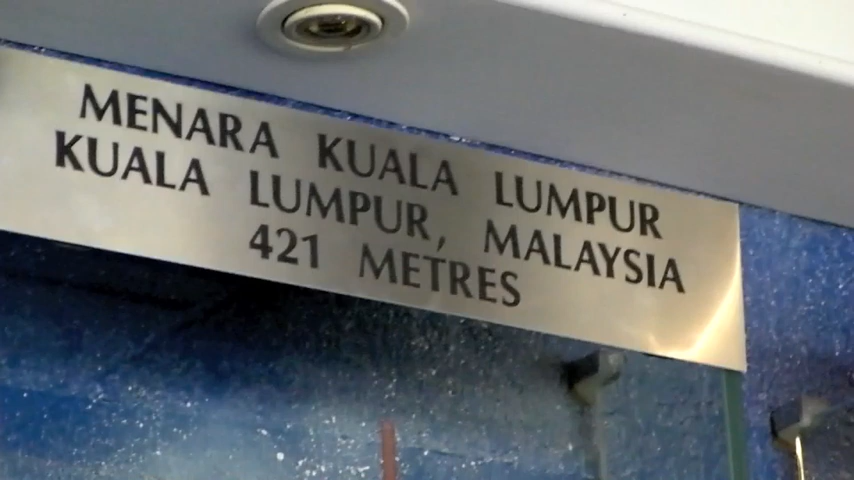 MENARA KUALA LUMPUR
KUALA LUMPUR, MALAYSIA
421 METRES